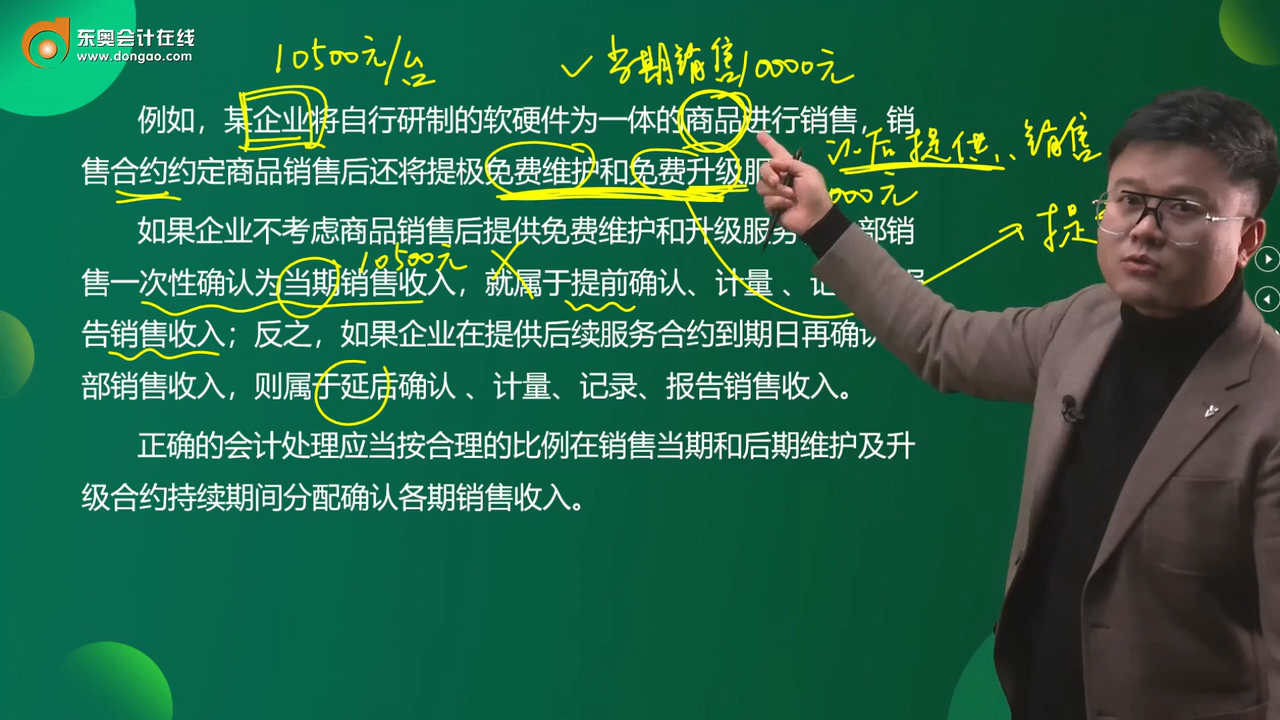 东奥会计在线
www.dongao.com
10500元/台
✓当期销售10000元
例如，某企业将自行研制的软硬件为一体的商品进行销售，销
以后提供 销售
售合约约定商品销售后还将提极免费维护和免费升级服
000元
如果企业不考虑商品销售后提供免费维护和升级服务 部销
提
10500元
售一次性确认为当期销售收入，就属于提前确认、计量、记
告销售收入；反之，如果企业在提供后续服务合约到期日再确认
部销售收入，则属于延后确认、计量、记录、报告销售收入。
正确的会计处理应当按合理的比例在销售当期和后期维护及升
级合约持续期间分配确认各期销售收入。